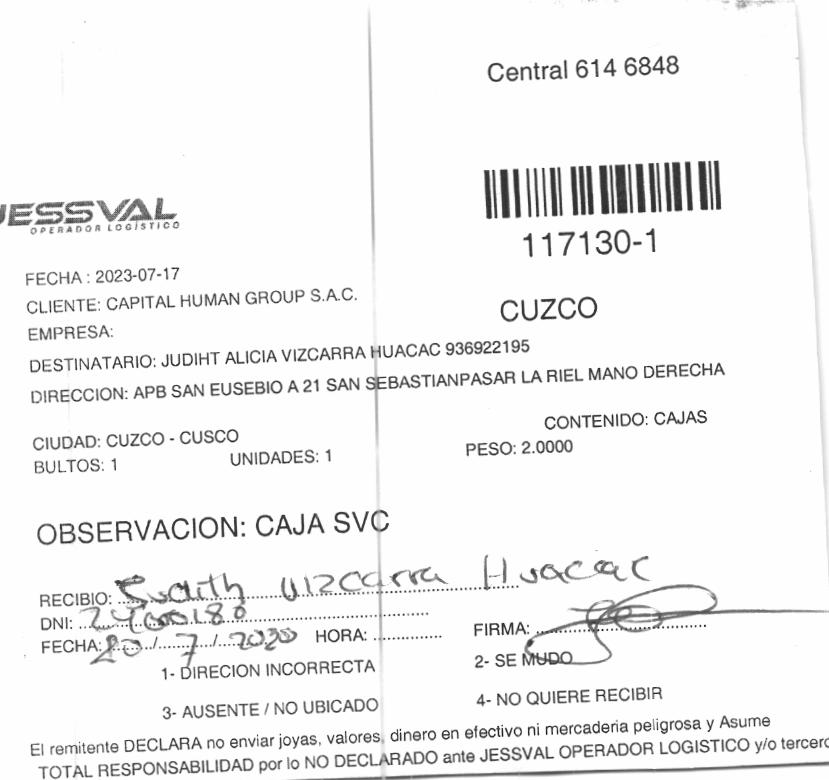 Central 614 6848
JESSVAL
OPERADOR LOGÍSTICO
117130-1
FECHA : 2023-07-17
CLIENTE: CAPITAL HUMAN GROUP S.A.C.
CUZCO
EMPRESA:
DESTINATARIO: JUDIHT ALICIA VIZCARRA HUACAC 936922195
DIRECCION: APB SAN EUSEBIO A 21 SAN SEBASTIANPASAR LA RIEL MANO DERECHA
CONTENIDO: CAJAS
CIUDAD: CUZCO - CUSCO
BULTOS: 1 UNIDADES: 1 PESO: 2.0000
OBSERVACION: CAJA SVC
RECIBIO: Judith Vizcarra Huacac
DNI:
FECHA: 20/7/2030 HORA: FIRMA:
1- DIRECION INCORRECTA 2- SE MUDO
3- AUSENTE / NO UBICADO 4- NO QUIERE RECIBIR
El remitente DECLARA no enviar joyas, valores, dinero en efectivo ni mercaderia peligrosa y Asume
TOTAL RESPONSABILIDAD por lo NO DECLARADO ante JESSVAL OPERADOR LOGISTICO y/o tercero